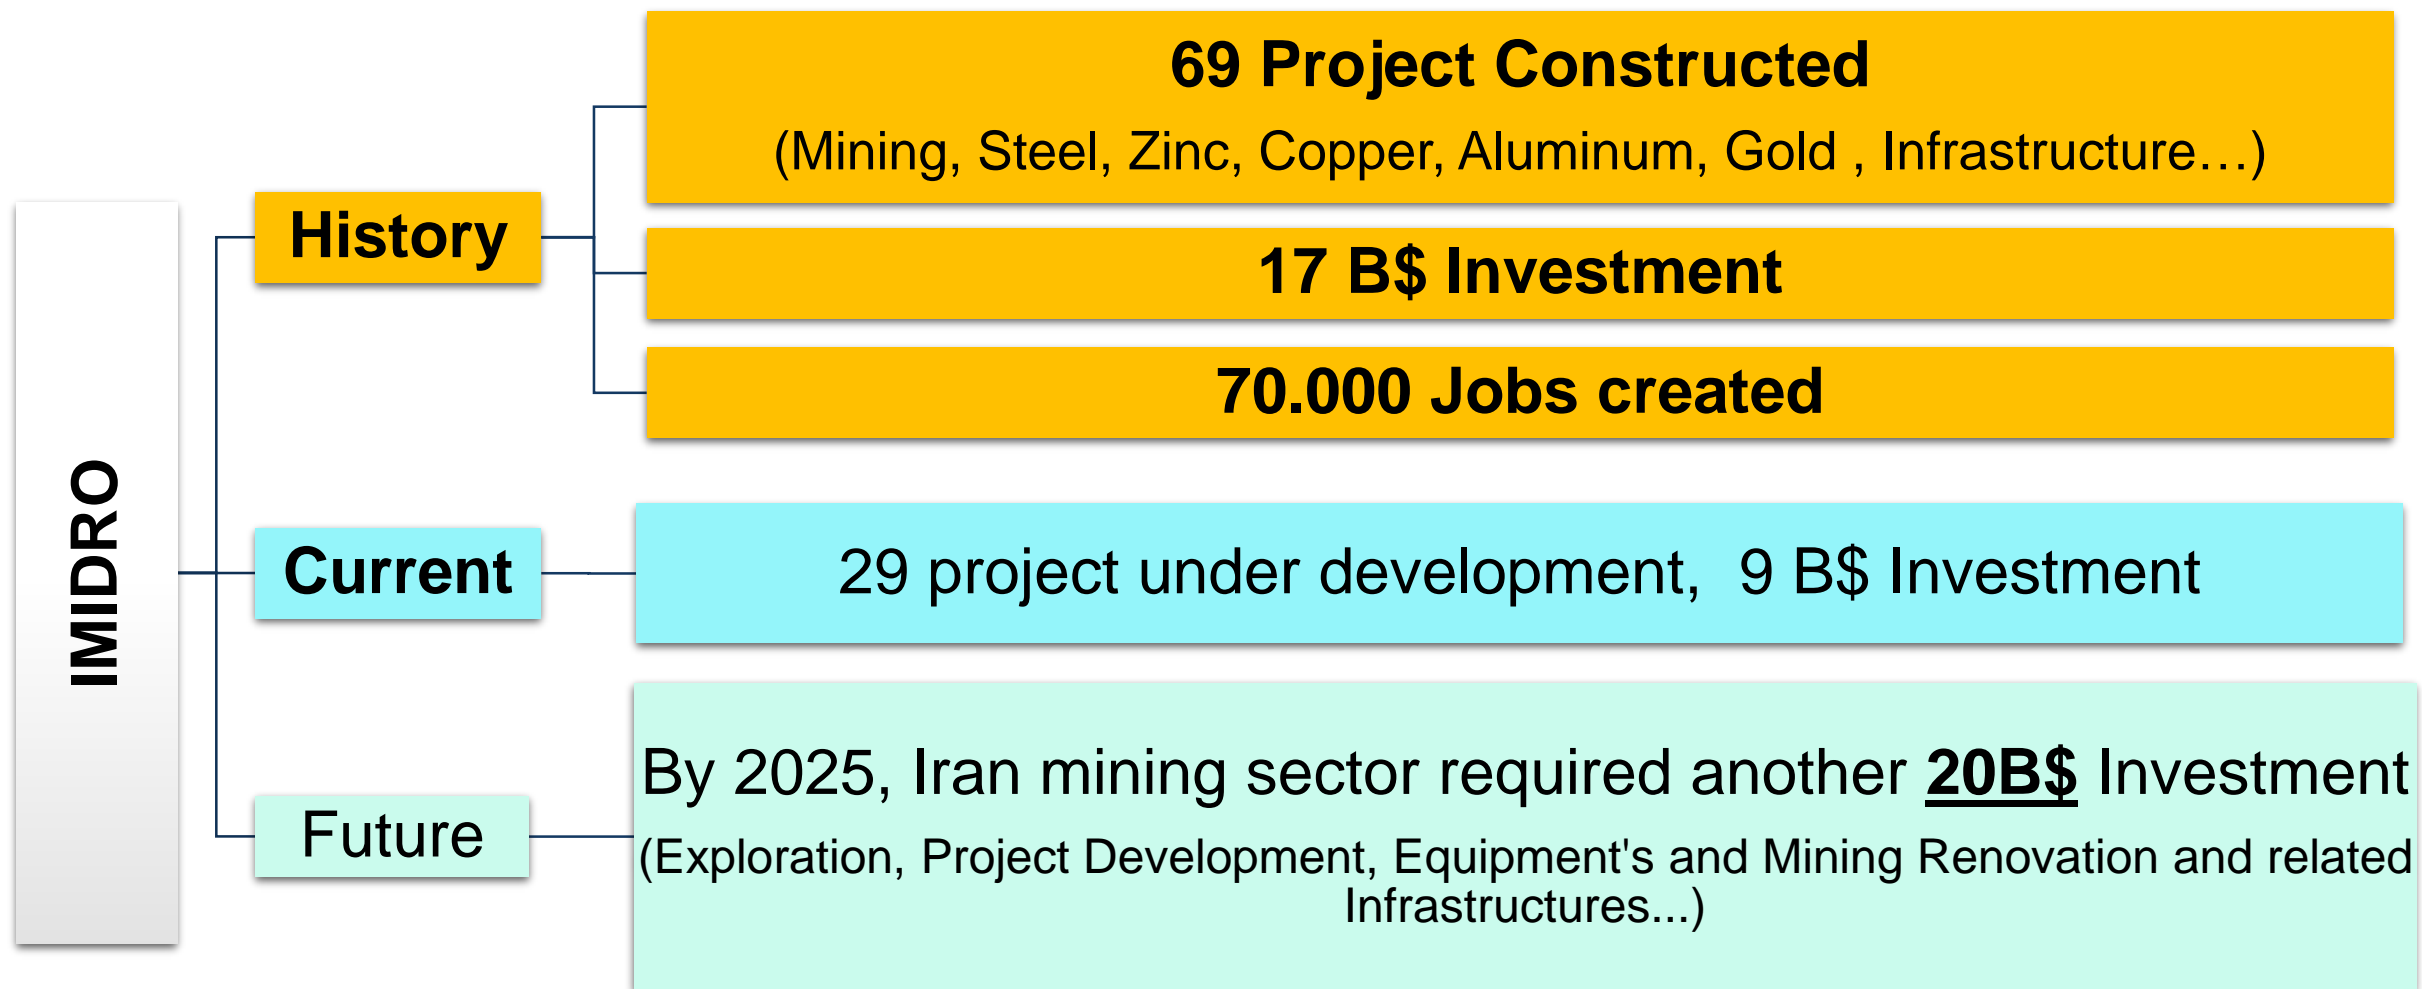 IMIDRO
History
69 Project Constructed
(Mining, Steel, Zinc, Copper, Aluminum, Gold , Infrastructure…)
17 B$ Investment
70.000 Jobs created
Current
29 project under development,  9 B$ Investment
Future
By 2025, Iran mining sector required another 20B$ Investment
(Exploration, Project Development, Equipment's and Mining Renovation and related
Infrastructures...)